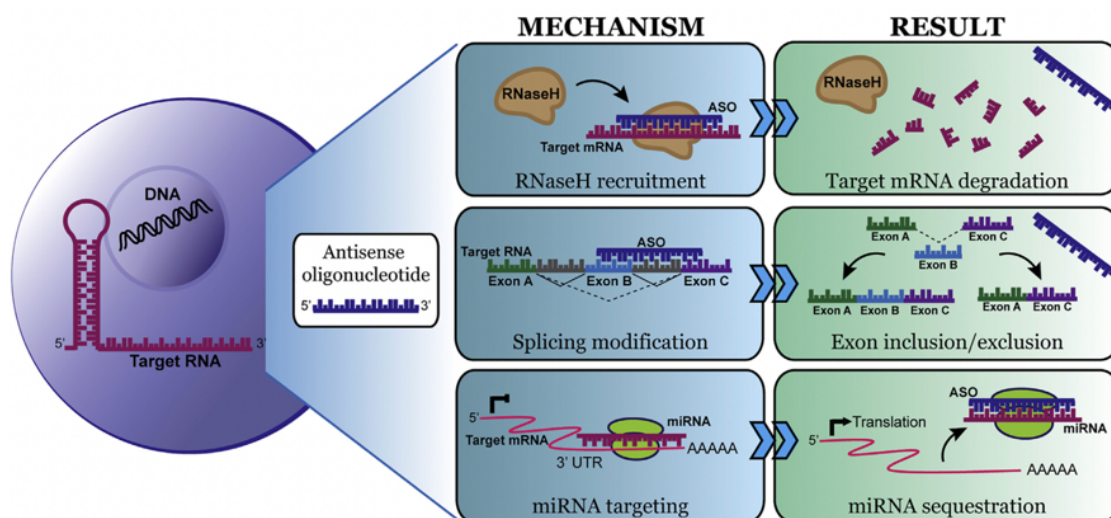 MECHANISM
RESULT
DNA
5'
3'
Target RNA
Antisense
oligonucleotide
5'
3'
RNaseH
ASO
Target mRNA
RNaseH recruitment
RNaseH
Target mRNA degradation
Target RNA
ASO
Exon A
Exon B
Exon C
Splicing modification
Exon A
Exon C
Exon B
Exon A Exon B Exon C
Exon A Exon C
Exon inclusion/exclusion
5'
miRNA
Target mRNA
AAAAA
3' UTR
miRNA targeting
ASO
miRNA
Translation
5'
AAAAA
miRNA sequestration